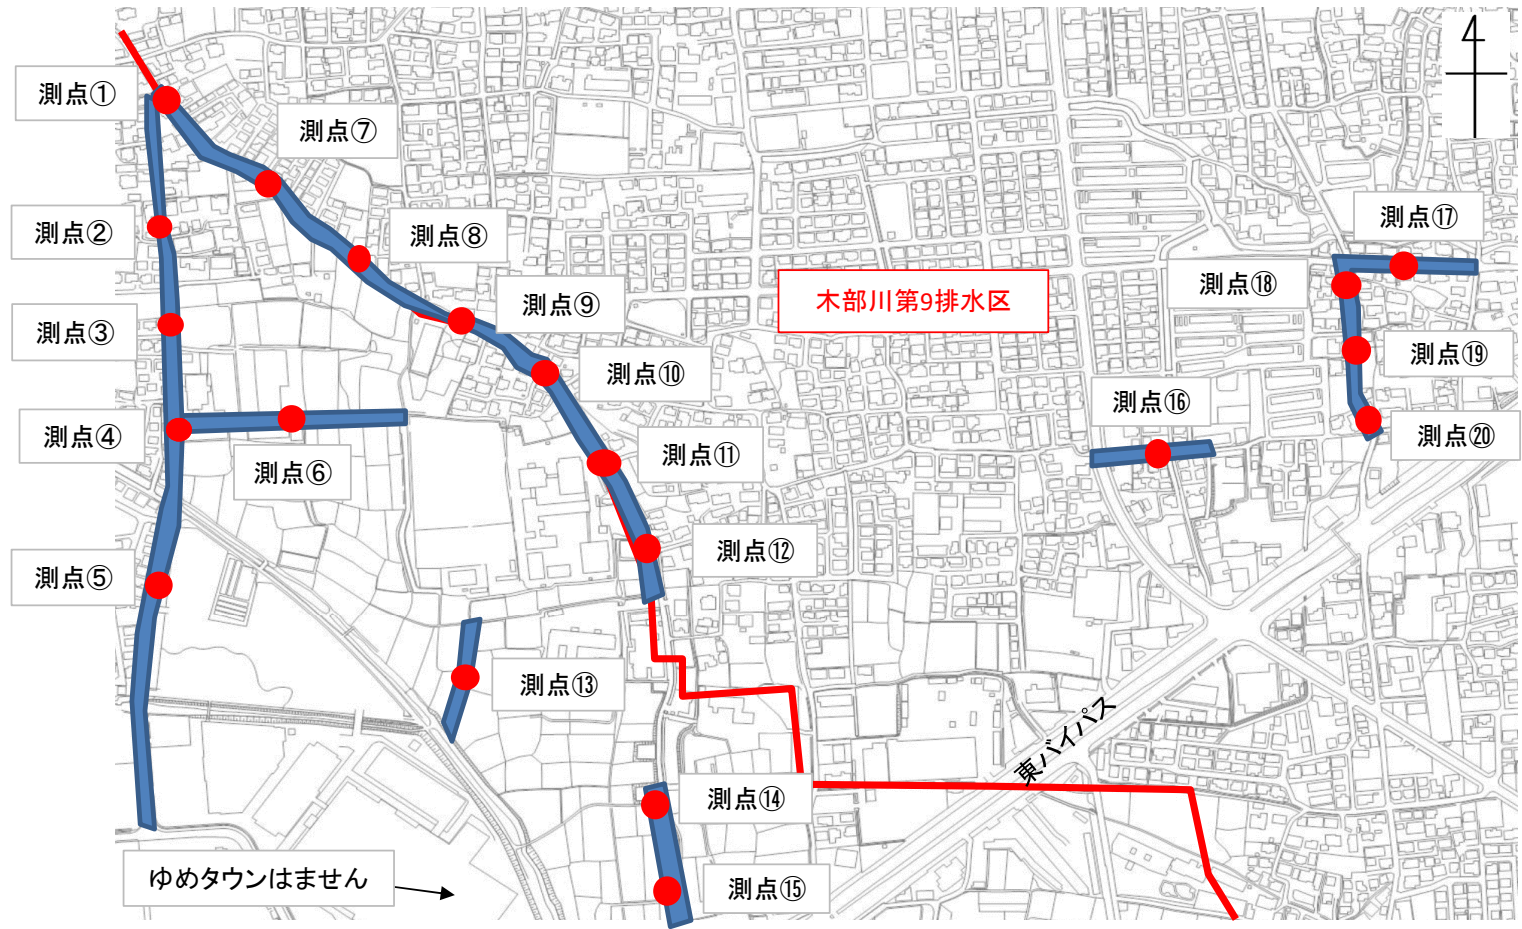 測点①
測点⑦
測点②
測点⑧
測点⑰
測点⑱
木部川第9排水区
測点⑨
測点③
測点⑲
測点⑩
測点⑯
測点④
測点⑳
測点⑪
測点⑥
測点⑫
測点⑤
測点⑬
東バイパス
測点⑭
ゆめタウンはません
測点⑮